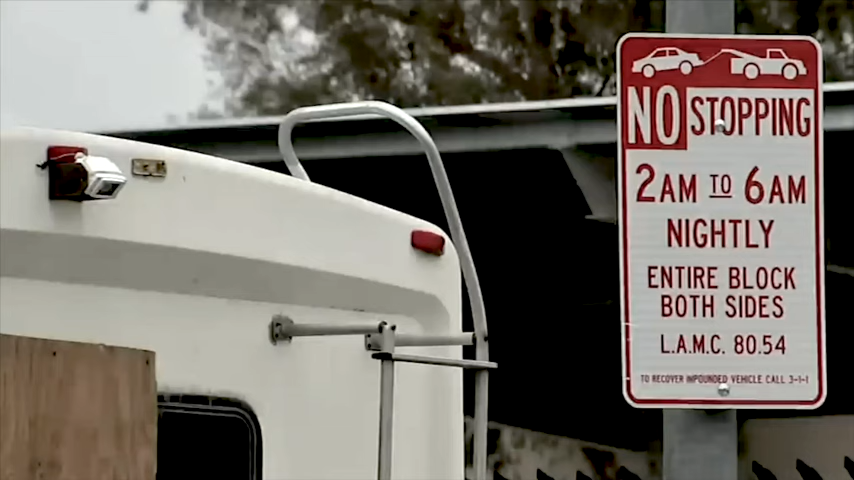 NO STOPPING
2AM TO 6AM
NIGHTLY
ENTIRE BLOCK
BOTH SIDES
L.A.M.C. 80.54
TO RECOVER IMPOUNDED VEHICLE CALL 3-1-1